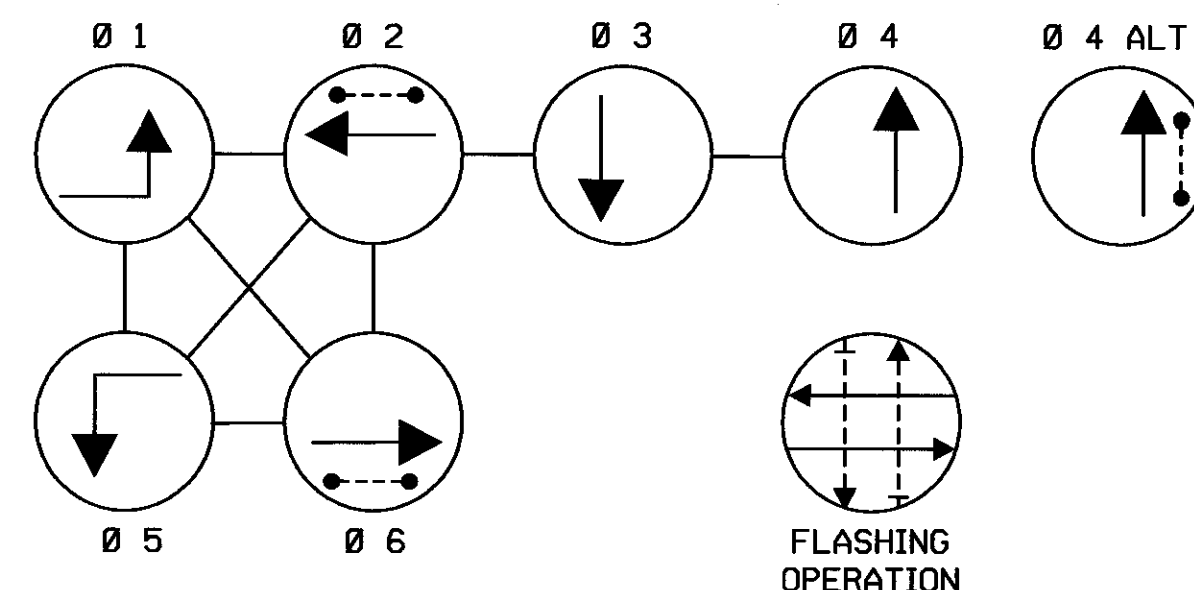 Ø 1
Ø 2
Ø 3
Ø 4
Ø 4 ALT
Ø 5
Ø 6
FLASHING
OPERATION